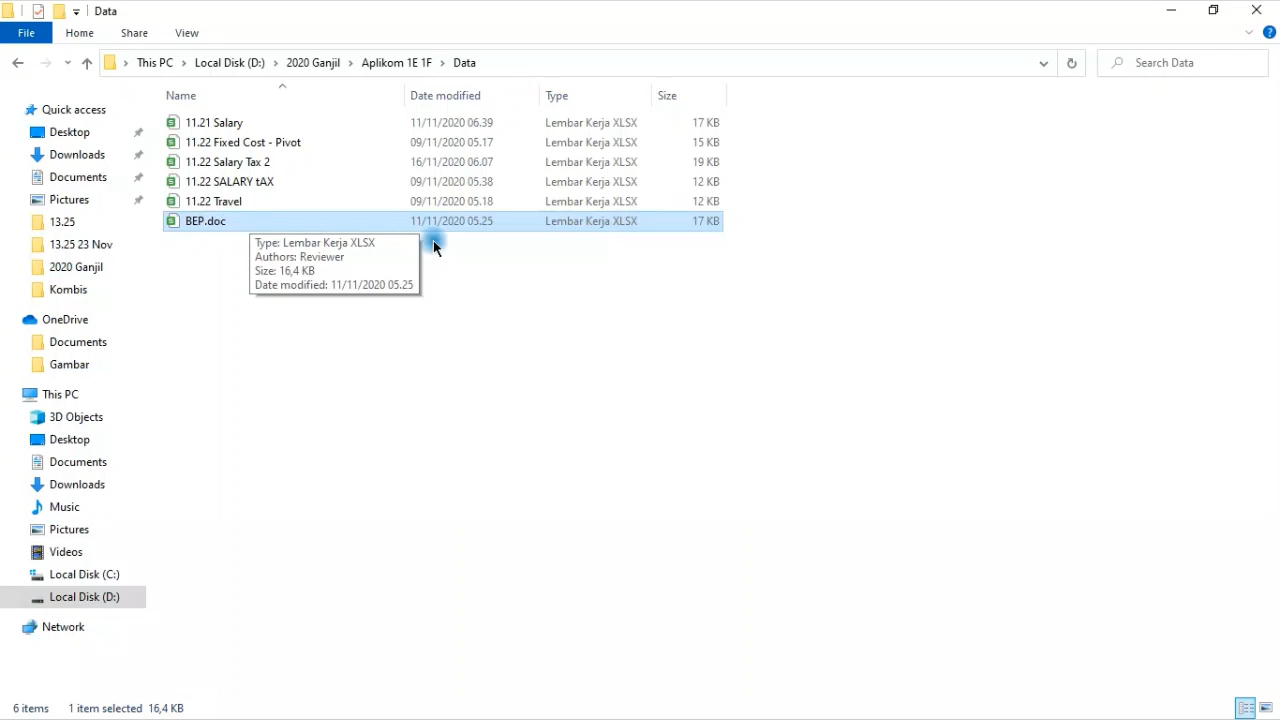 Data
File Home Share View
This PC Local Disk (D:) 2020 Ganjil Aplikom 1E 1F Data
Search Data
Name Date modified Type Size
11.21 Salary 11/11/2020 06.39 Lembar Kerja XLSX 17 KB
11.22 Fixed Cost - Pivot 09/11/2020 05.17 Lembar Kerja XLSX 15 KB
11.22 Salary Tax 2 16/11/2020 06.07 Lembar Kerja XLSX 19 KB
11.22 SALARY tAX 09/11/2020 05.38 Lembar Kerja XLSX 12 KB
11.22 Travel 09/11/2020 05.18 Lembar Kerja XLSX 12 KB
BEP.doc 11/11/2020 05.25 Lembar Kerja XLSX 17 KB
Type: Lembar Kerja XLSX
Authors: Reviewer
Size: 16,4 KB
Date modified: 11/11/2020 05.25
Quick access
Desktop
Downloads
Documents
Pictures
13.25
13.25 23 Nov
2020 Ganjil
Kombis
OneDrive
Documents
Gambar
This PC
3D Objects
Desktop
Documents
Downloads
Music
Pictures
Videos
Local Disk (C:)
Local Disk (D:)
Network
6 items 1 item selected 16,4 KB